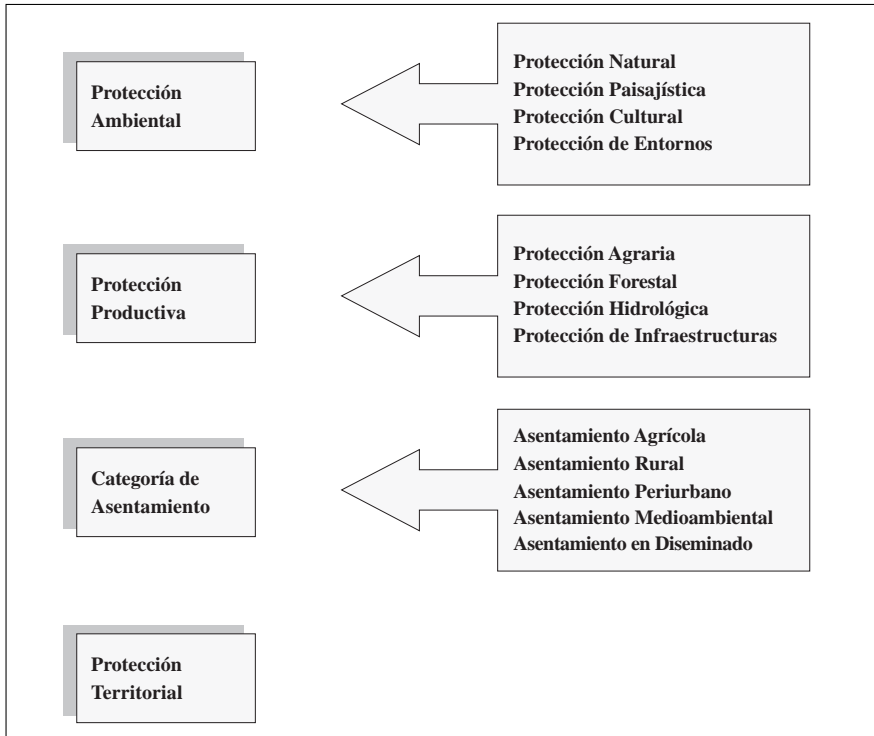 Protección
Ambiental
Protección Natural
Protección Paisajística
Protección Cultural
Protección de Entornos
Protección
Productiva
Protección Agraria
Protección Forestal
Protección Hidrológica
Protección de Infraestructuras
Categoría de
Asentamiento
Asentamiento Agrícola
Asentamiento Rural
Asentamiento Periurbano
Asentamiento Medioambiental
Asentamiento en Diseminado
Protección
Territorial